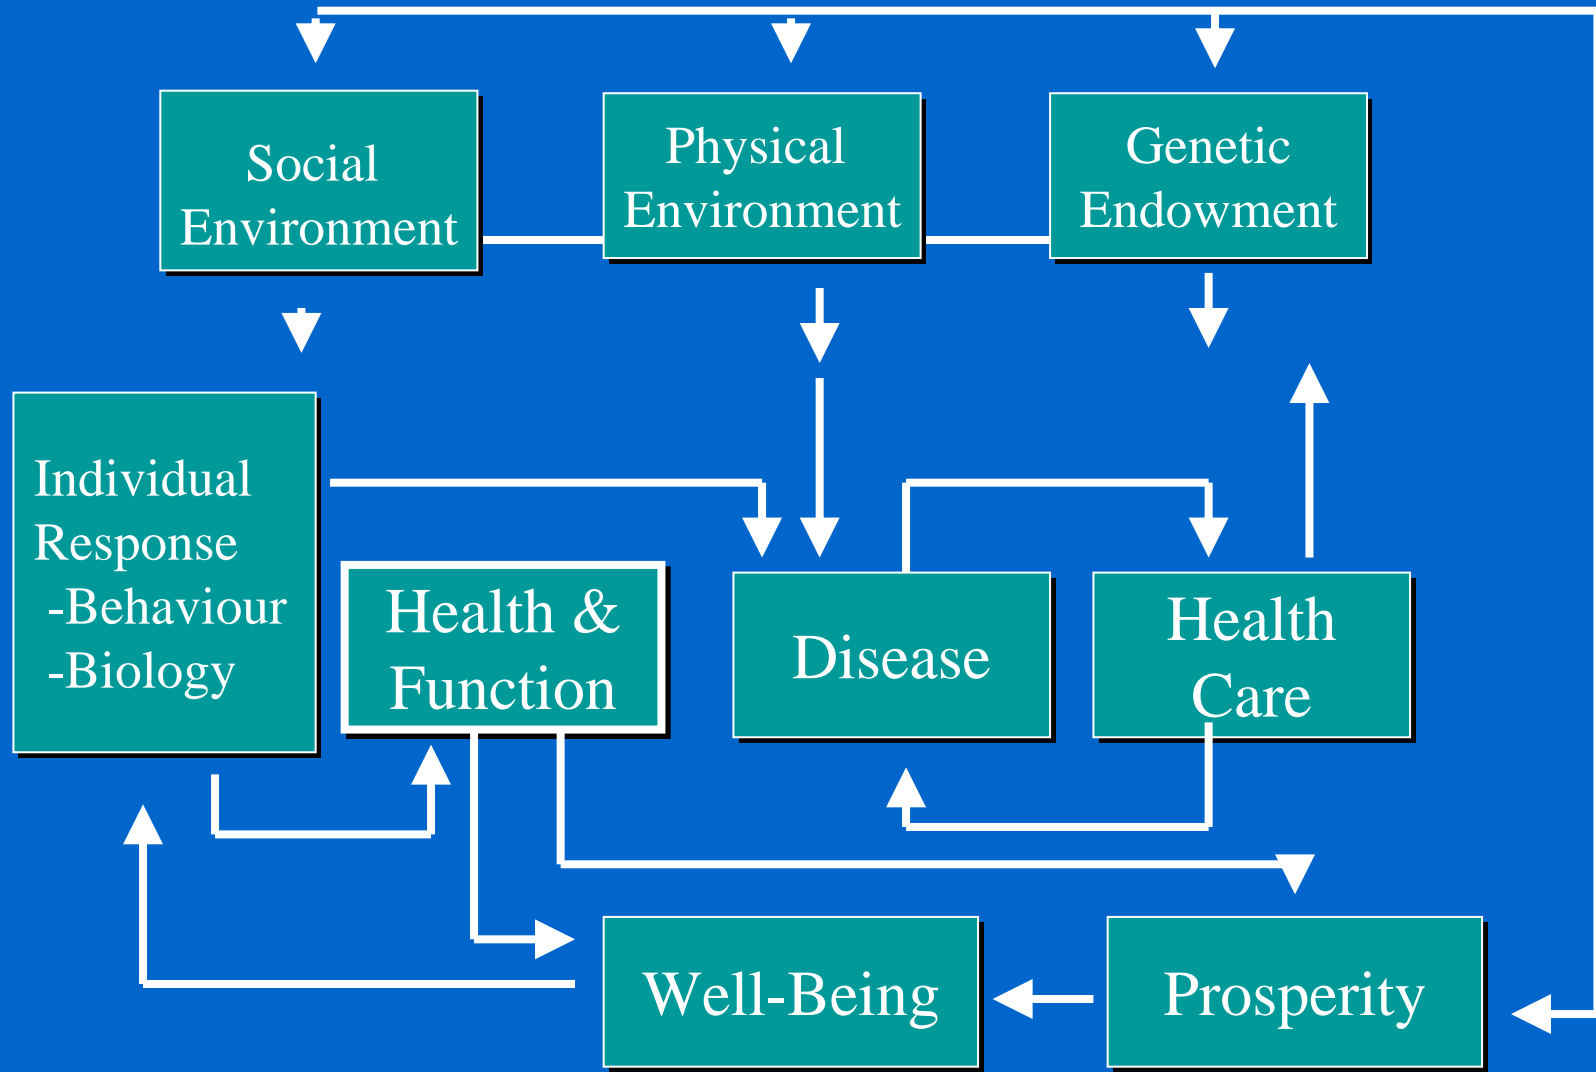 Social
Environment
Physical
Environment
Genetic
Endowment
Individual
Response
-Behaviour
-Biology
Health &
Function
Disease
Health
Care
Well-Being
Prosperity